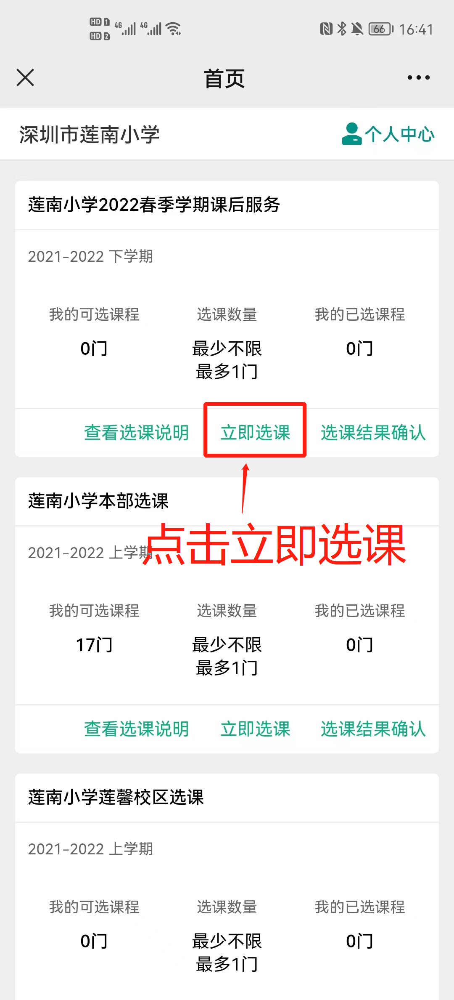 HD 1 4G 4G 66 16:41
HD 2
首页
深圳市莲南小学 个人中心
莲南小学2022春季学期课后服务
2021-2022 下学期
我的可选课程 选课数量 我的已选课程
0门 最少不限 0门
最多1门
查看选课说明 立即选课 选课结果确认
莲南小学本部选课
点击立即选课
2021-2022 上学期
我的可选课程 选课数量 我的已选课程
17门 最少不限 0门
最多1门
查看选课说明 立即选课 选课结果确认
莲南小学莲馨校区选课
2021-2022 上学期
我的可选课程 选课数量 我的已选课程
0门 最少不限 0门
最多1门